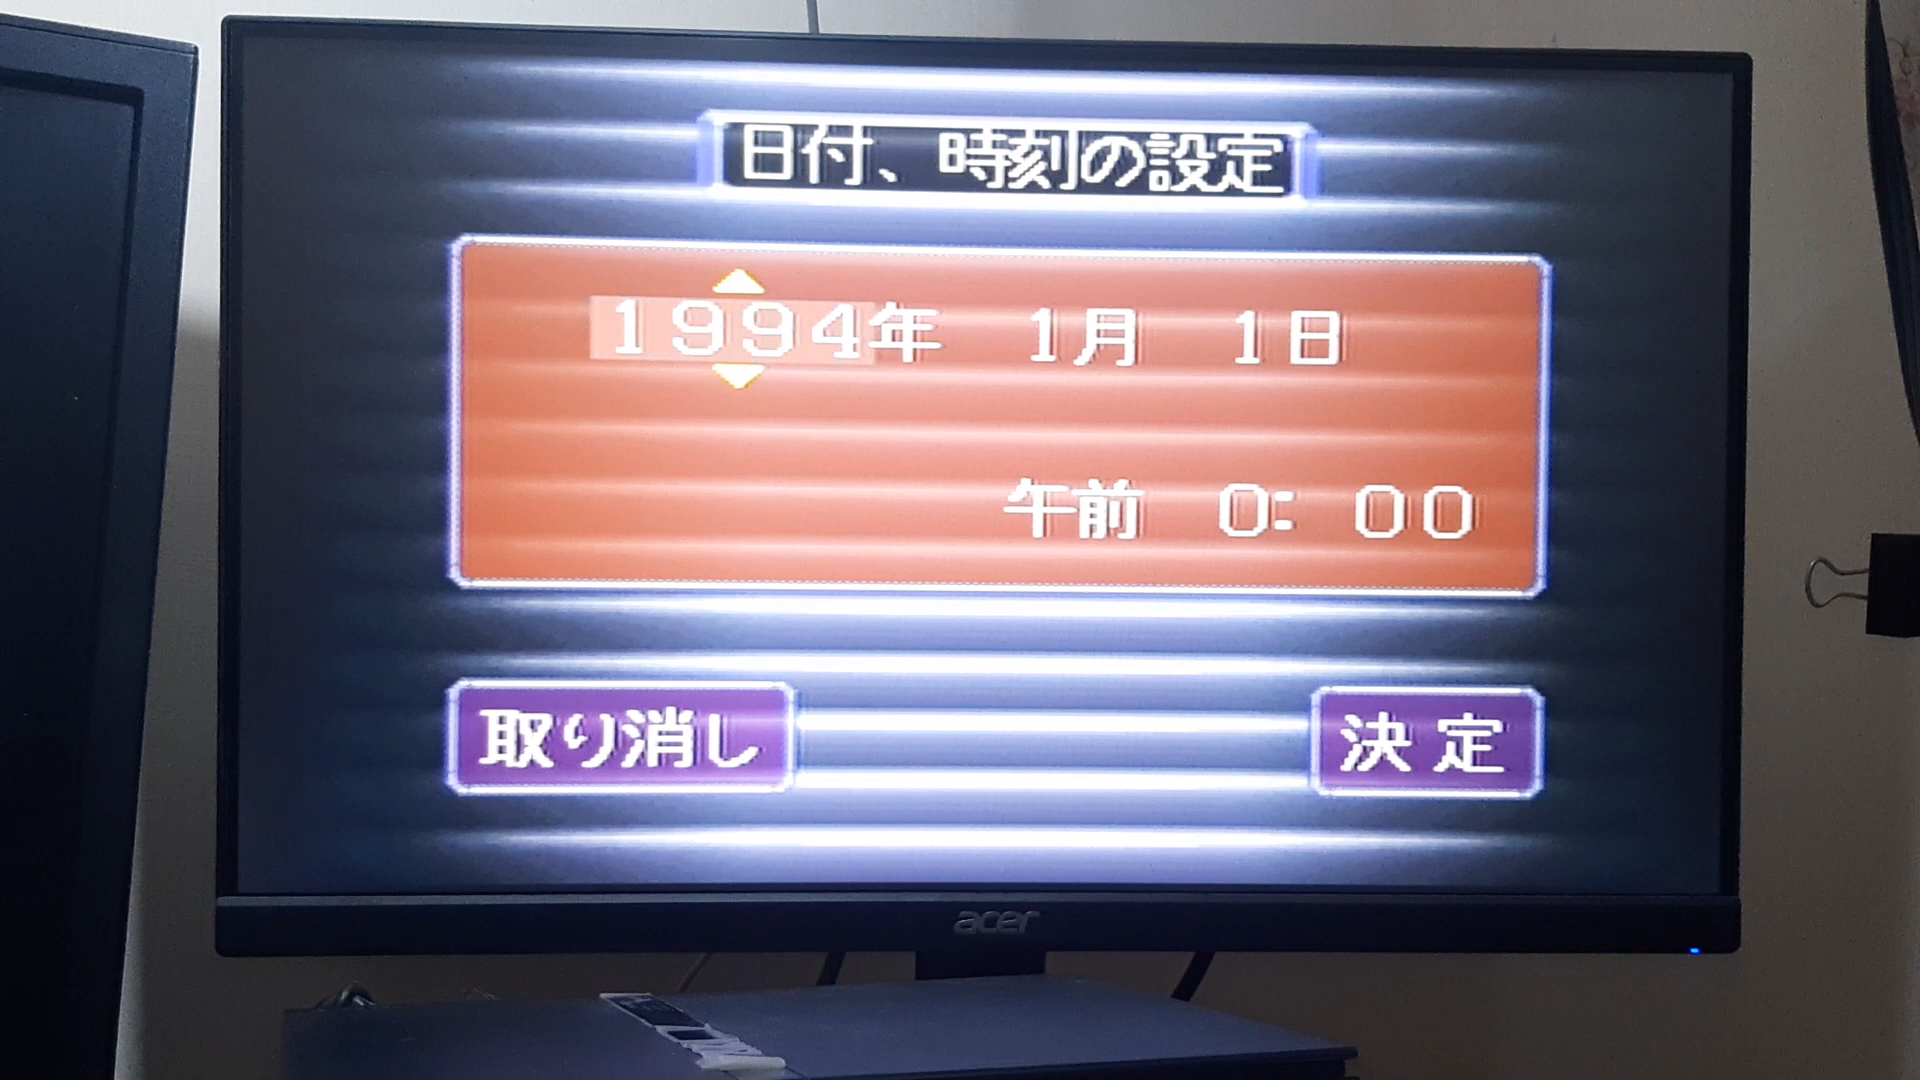 日付、時刻の設定
1994年 1月 1日
午前 0:00
取り消し 決定
acer